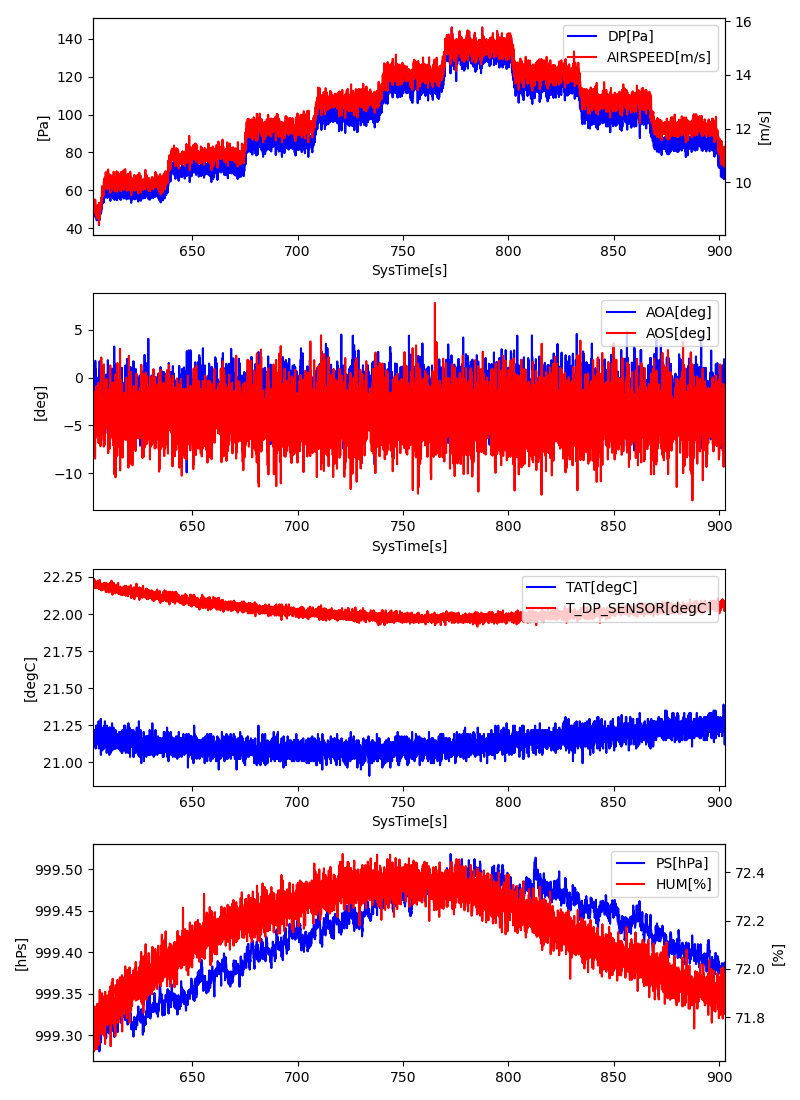 140
120
100
80
60
40
[Pa]
DP[Pa]
AIRSPEED[m/s]
16
14
12
10
[m/s]
650 700 750 800 850 900
SysTime[s]
5
0
−5
−10
[deg]
AOA[deg]
AOS[deg]
650 700 750 800 850 900
SysTime[s]
22.25
22.00
21.75
21.50
21.25
21.00
[degC]
TAT[degC]
T_DP_SENSOR[degC]
650 700 750 800 850 900
SysTime[s]
999.50
999.45
999.40
999.35
999.30
[hPs]
PS[hPa]
HUM[%]
72.4
72.2
72.0
71.8
[%]
650 700 750 800 850 900